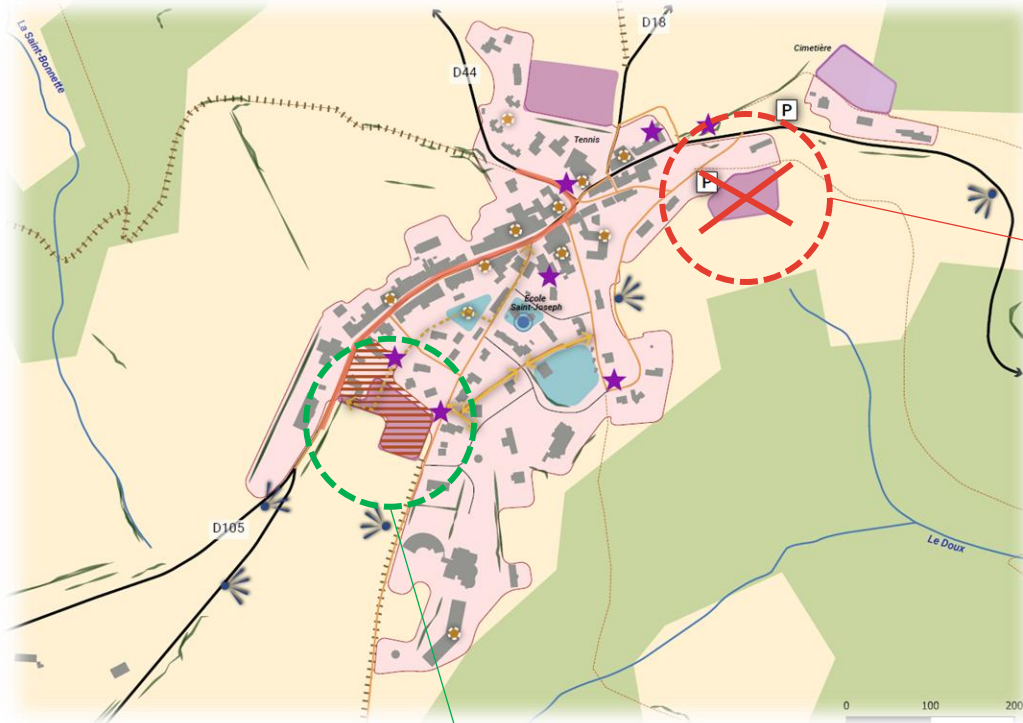 La Saint-Bonnette
D44
D18
Cimetière
P
Tennis
P
École
Saint-Joseph
D105
Le Doux
0 100 200